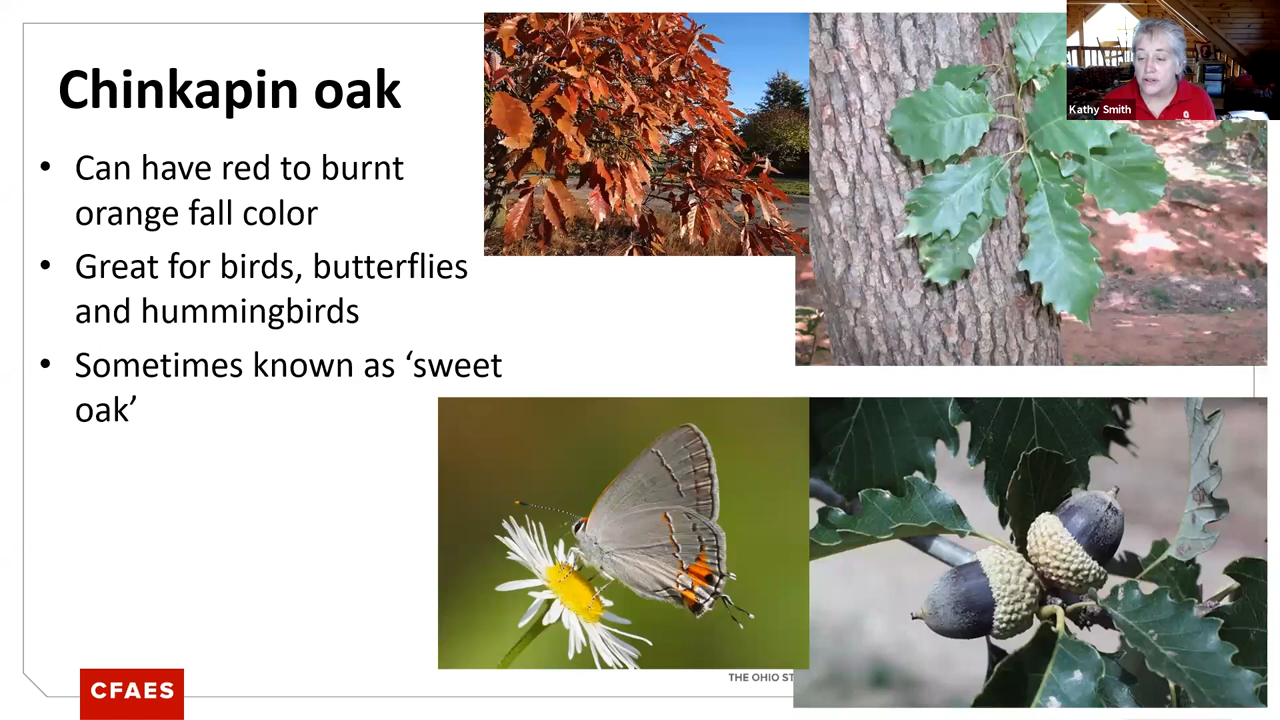 Chinkapin oak
• Can have red to burnt
orange fall color
• Great for birds, butterflies
and hummingbirds
• Sometimes known as ‘sweet
oak’
Kathy Smith
THE OHIO
CFAES